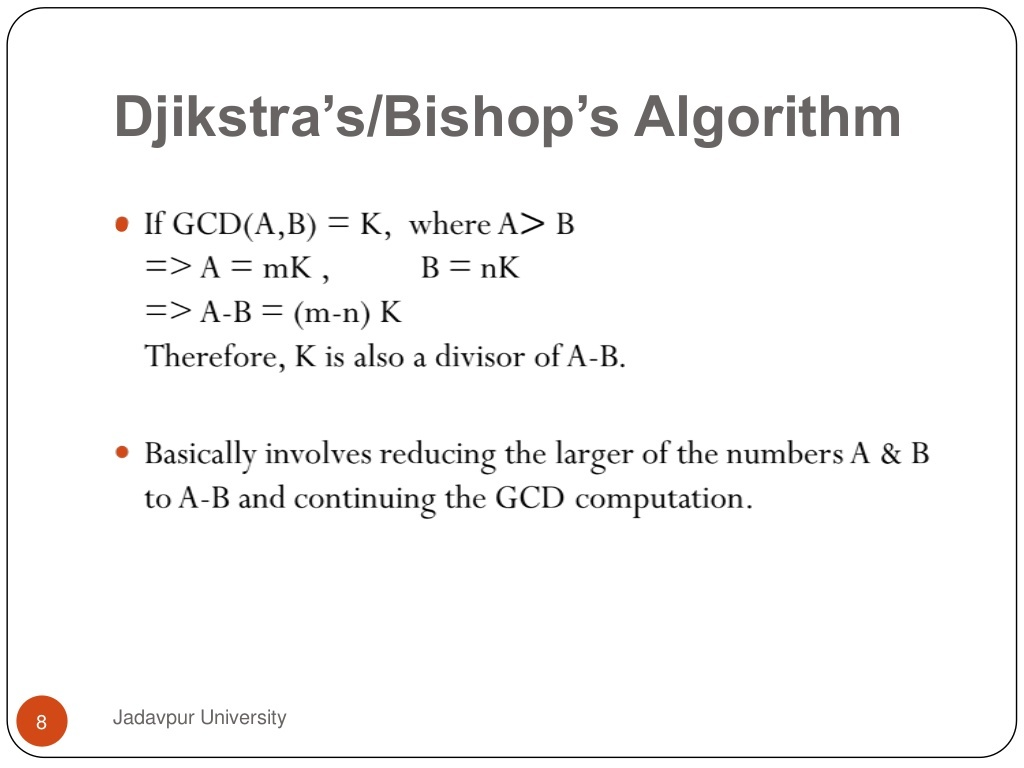 Djikstra’s/Bishop’s Algorithm
• If GCD(A,B) = K, where A> B
=> A = mK , B = nK
=> A-B = (m-n) K
Therefore, K is also a divisor of A-B.
• Basically involves reducing the larger of the numbers A & B
to A-B and continuing the GCD computation.
8 Jadavpur University